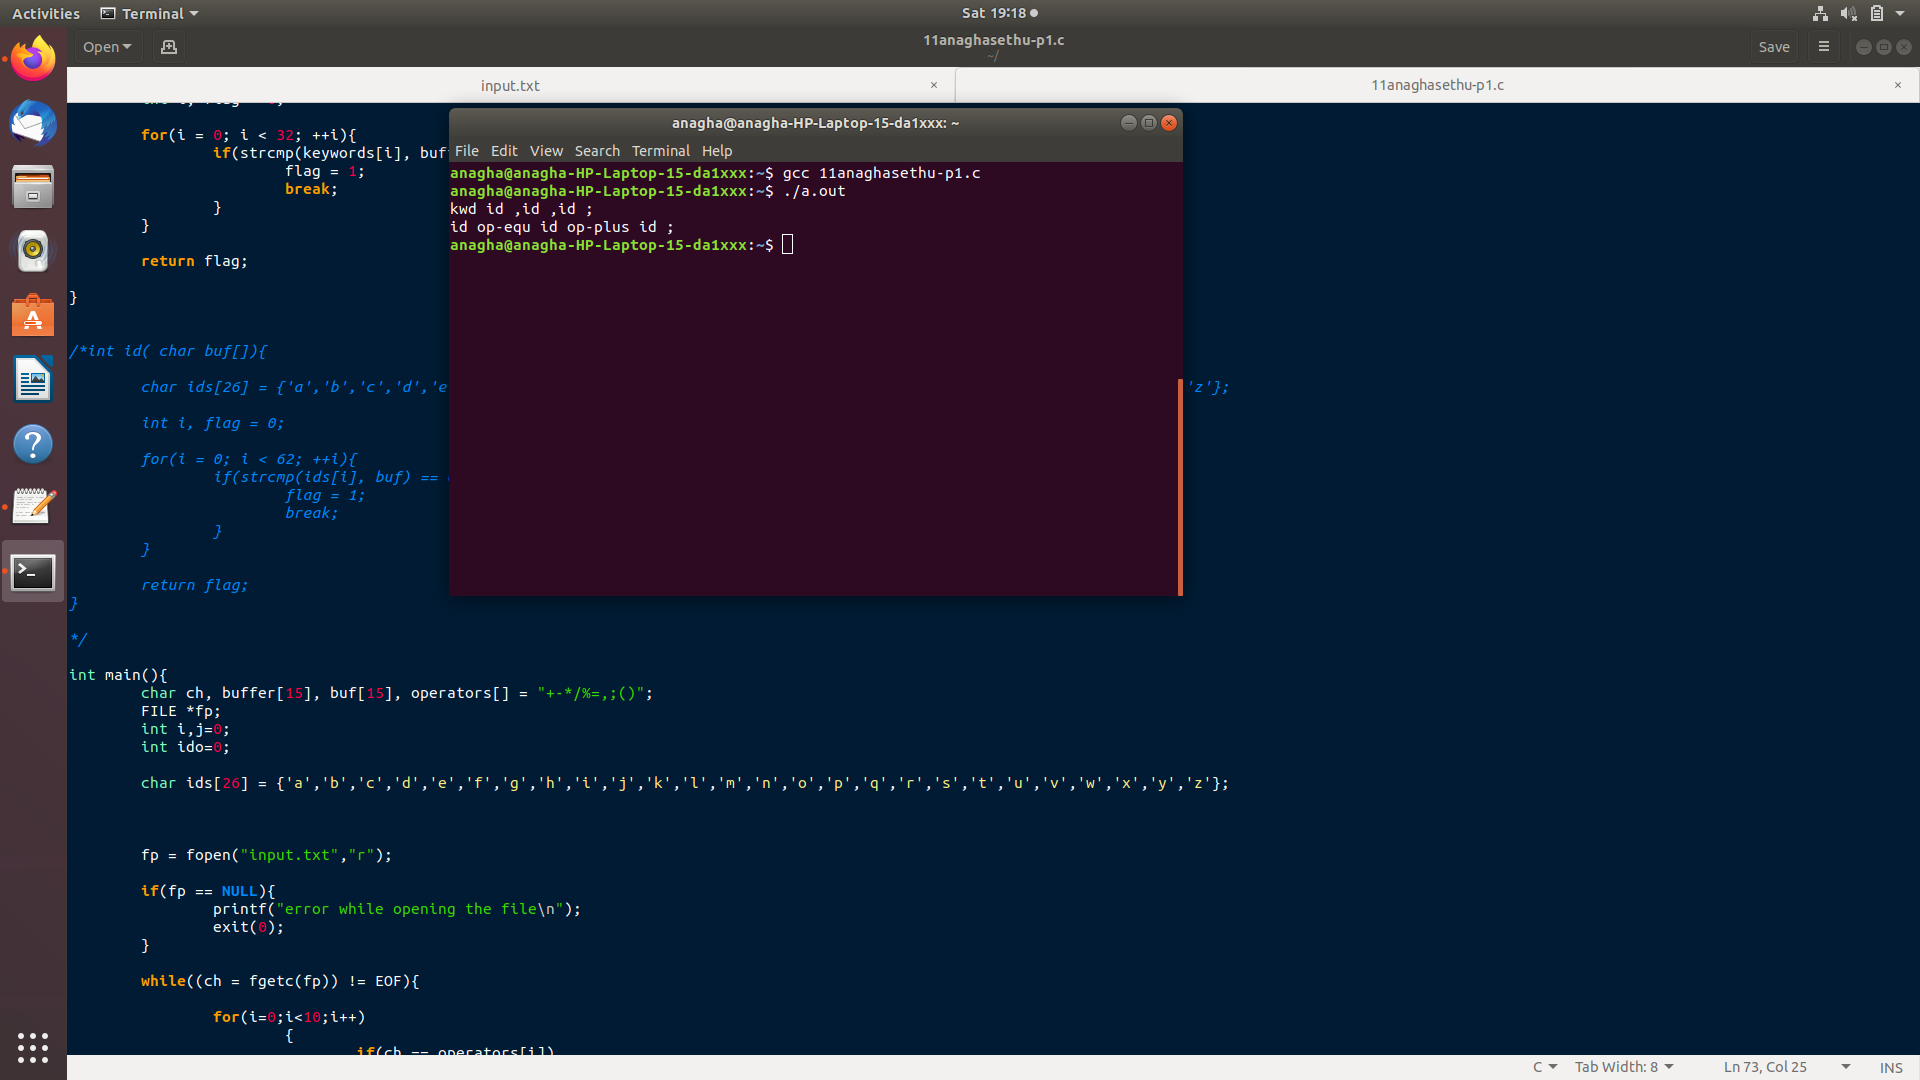 Activities Terminal Sat 19:18
Open 11anaghasethu-p1.c Save
~/
input.txt 11anaghasethu-p1.c
for(i = 0; i < 32; ++i){
if(strcmp(keywords[i], buf
flag = 1;
break;
}
}
return flag;
}
/*int id( char buf[]){
char ids[26] = {'a','b','c','d','e 'z'};
int i, flag = 0;
for(i = 0; i < 62; ++i){
if(strcmp(ids[i], buf) ==
flag = 1;
break;
}
}
return flag;
}
*/
int main(){
char ch, buffer[15], buf[15], operators[] = "+-*/%=,;()";
FILE *fp;
int i,j=0;
int ido=0;
char ids[26] = {'a','b','c','d','e','f','g','h','i','j','k','l','m','n','o','p','q','r','s','t','u','v','w','x','y','z'};
fp = fopen("input.txt","r");
if(fp == NULL){
printf("error while opening the file\n");
exit(0);
}
while((ch = fgetc(fp)) != EOF){
for(i=0;i<10;i++)
{
if(ch == operators[i])
anagha@anagha-HP-Laptop-15-da1xxx: ~
File Edit View Search Terminal Help
anagha@anagha-HP-Laptop-15-da1xxx:~$ gcc 11anaghasethu-p1.c
anagha@anagha-HP-Laptop-15-da1xxx:~$ ./a.out
kwd id ,id ,id ;
id op-equ id op-plus id ;
anagha@anagha-HP-Laptop-15-da1xxx:~$
C Tab Width: 8 Ln 73, Col 25 INS